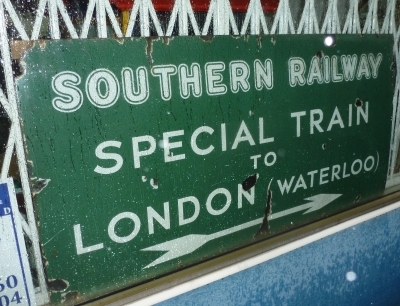 SOUTHERN RAILWAY
SPECIAL TRAIN
TO
LONDON (WATERLOO)